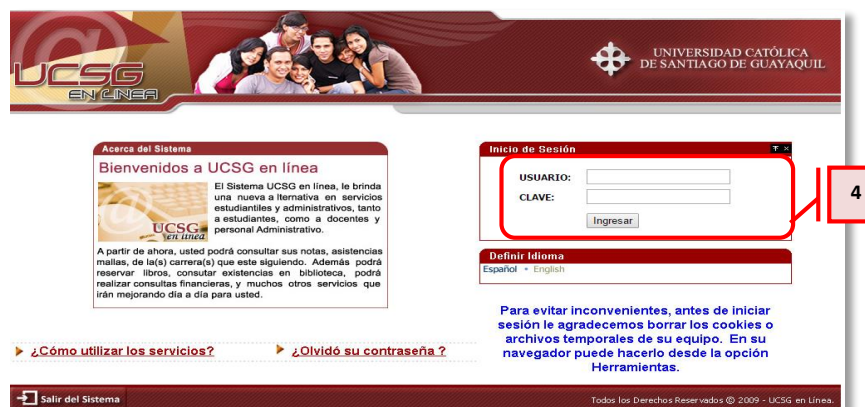 UCSG
EN LINEA
UNIVERSIDAD CATÓLICA
DE SANTIAGO DE GUAYAQUIL
Acerca del Sistema
Bienvenidos a UCSG en línea
El Sistema UCSG en línea, le brinda
una nueva a lternativa en servicios
estudiantiles y administrativos, tanto
a estudiantes, como a docentes y
personal Administrativo.
UCSG
en línea
A partir de ahora, usted podrá consultar sus notas, asistencias
mallas, de la(s) carrera(s) que este siguiendo. Además podrá
reservar libros, consutar existencias en biblioteca, podrá
realizar consultas financieras, y muchos otros servicios que
irán mejorando día a día para usted.
¿Cómo utilizar los servicios?
¿Olvidó su contraseña ?
Inicio de Sesión
USUARIO:
CLAVE:
Ingresar
4
Definir Idioma
Español • English
Para evitar inconvenientes, antes de iniciar
sesión le agradecemos borrar los cookies o
archivos temporales de su equipo. En su
navegador puede hacerlo desde la opción
Herramientas.
Salir del Sistema
Todos los Derechos Reservados @ 2009 - UCSG en Línea.